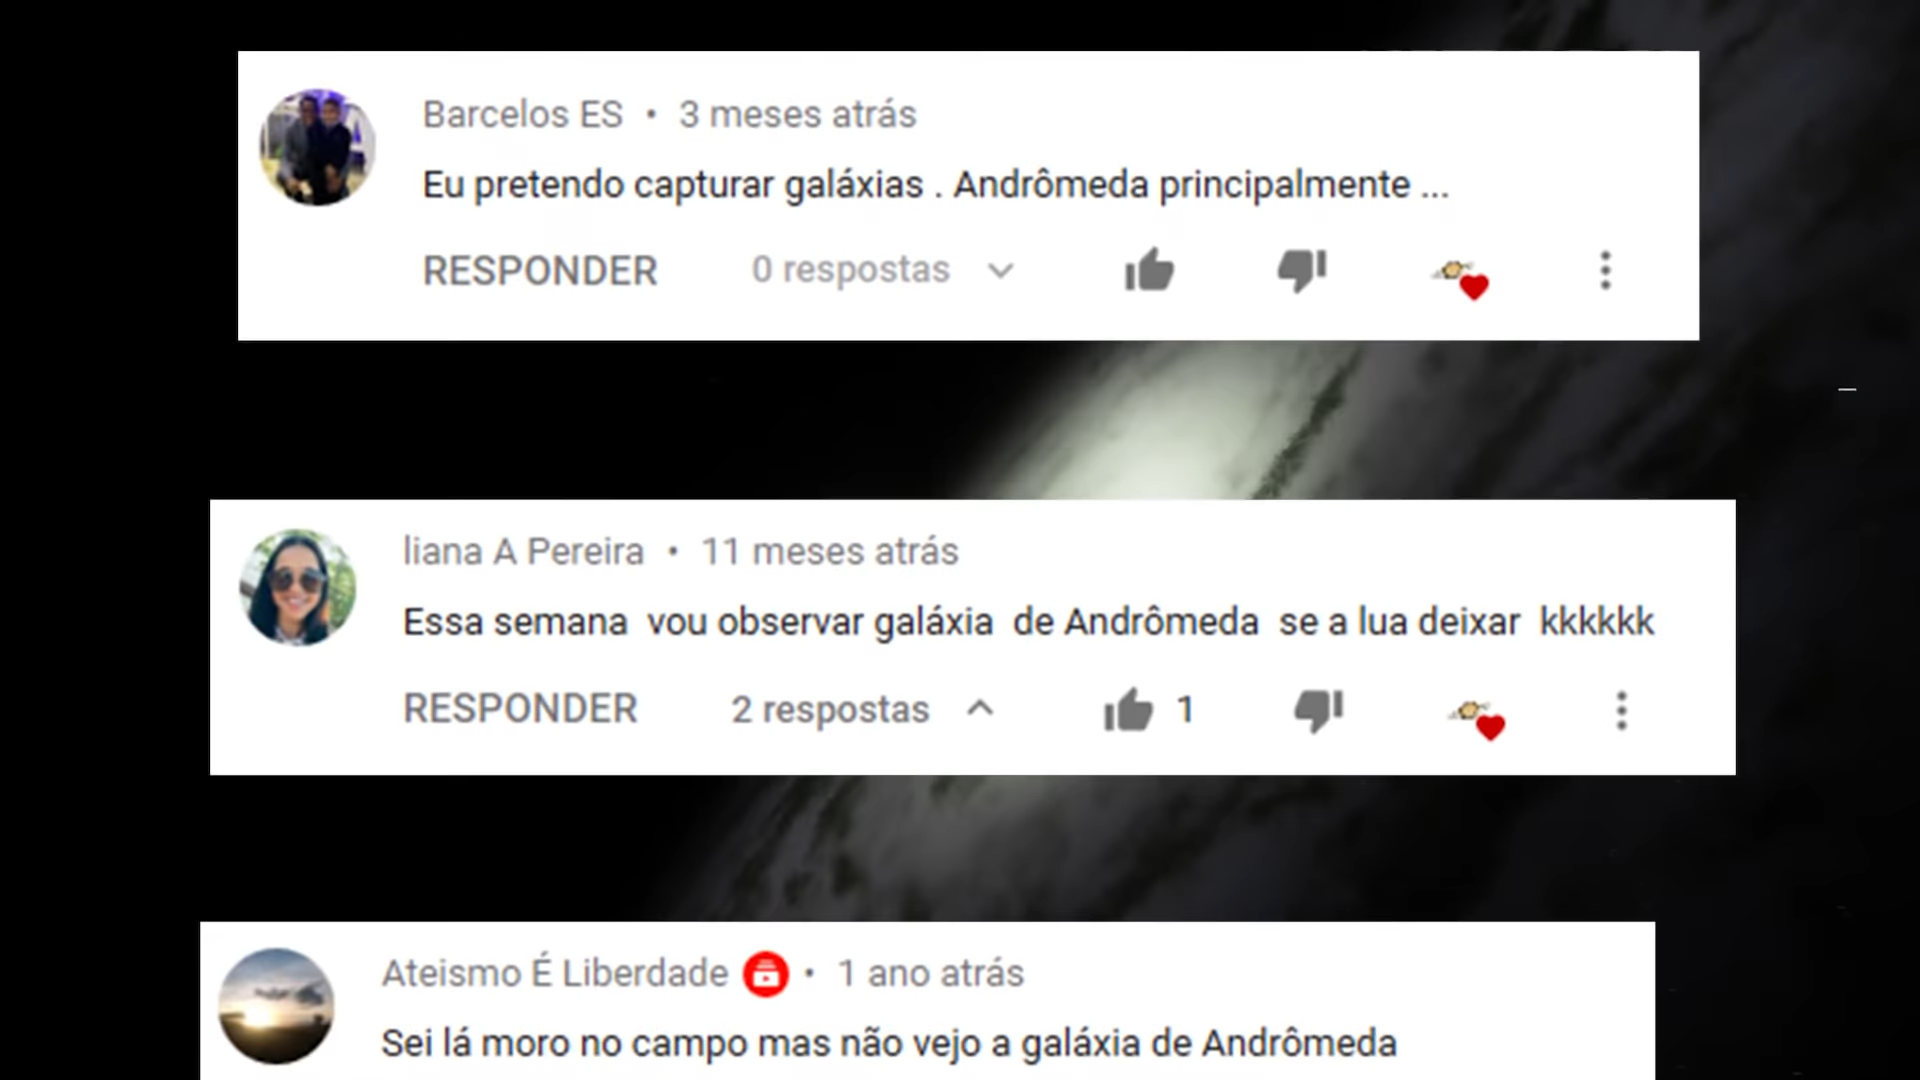 Barcelos ES • 3 meses atrás
Eu pretendo capturar galáxias . Andrômeda principalmente ...
RESPONDER 0 respostas
liana A Pereira • 11 meses atrás
Essa semana vou observar galáxia de Andrômeda se a lua deixar kkkkkk
RESPONDER 2 respostas 1
Ateismo É Liberdade • 1 ano atrás
Sei lá moro no campo mas não vejo a galáxia de Andrômeda